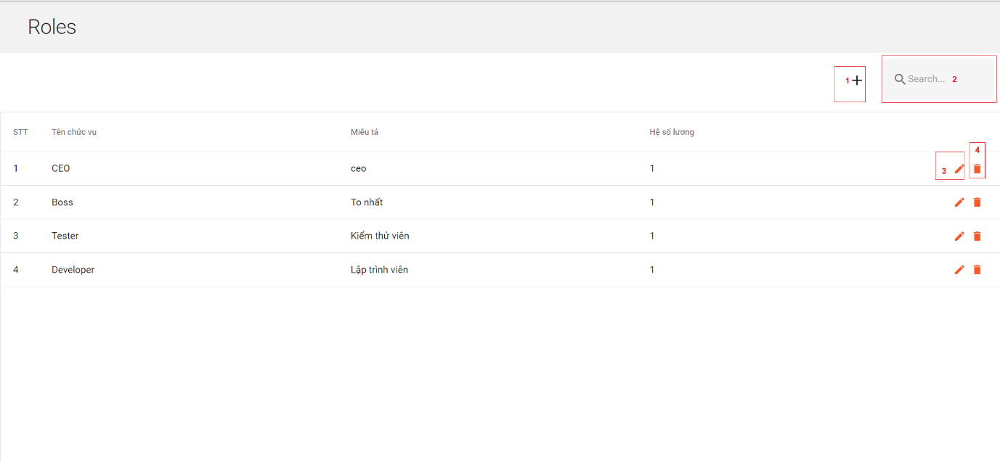 Roles
1 +
Search... 2
STT Tên chức vụ Miêu tả Hệ số lương
4
1 CEO ceo 1 3
2 Boss To nhất 1
3 Tester Kiểm thử viên 1
4 Developer Lập trình viên 1